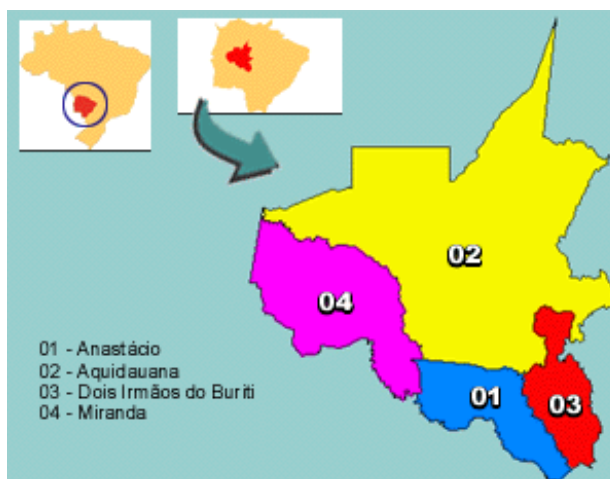 02
04
01
03
01 - Anastácio
02 - Aquidauana
03 - Dois Irmãos do Buriti
04 - Miranda